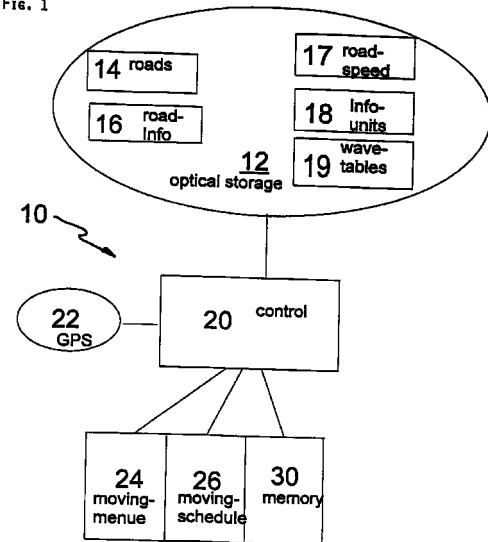 FIG. 1
14 roads
16 road-
Info
17 road-
speed
18 Info-
units
19 wave-
tables
12
optical storage
10
22
GPS
20 control
24
moving-
menue
26
moving-
schedule
30
memory